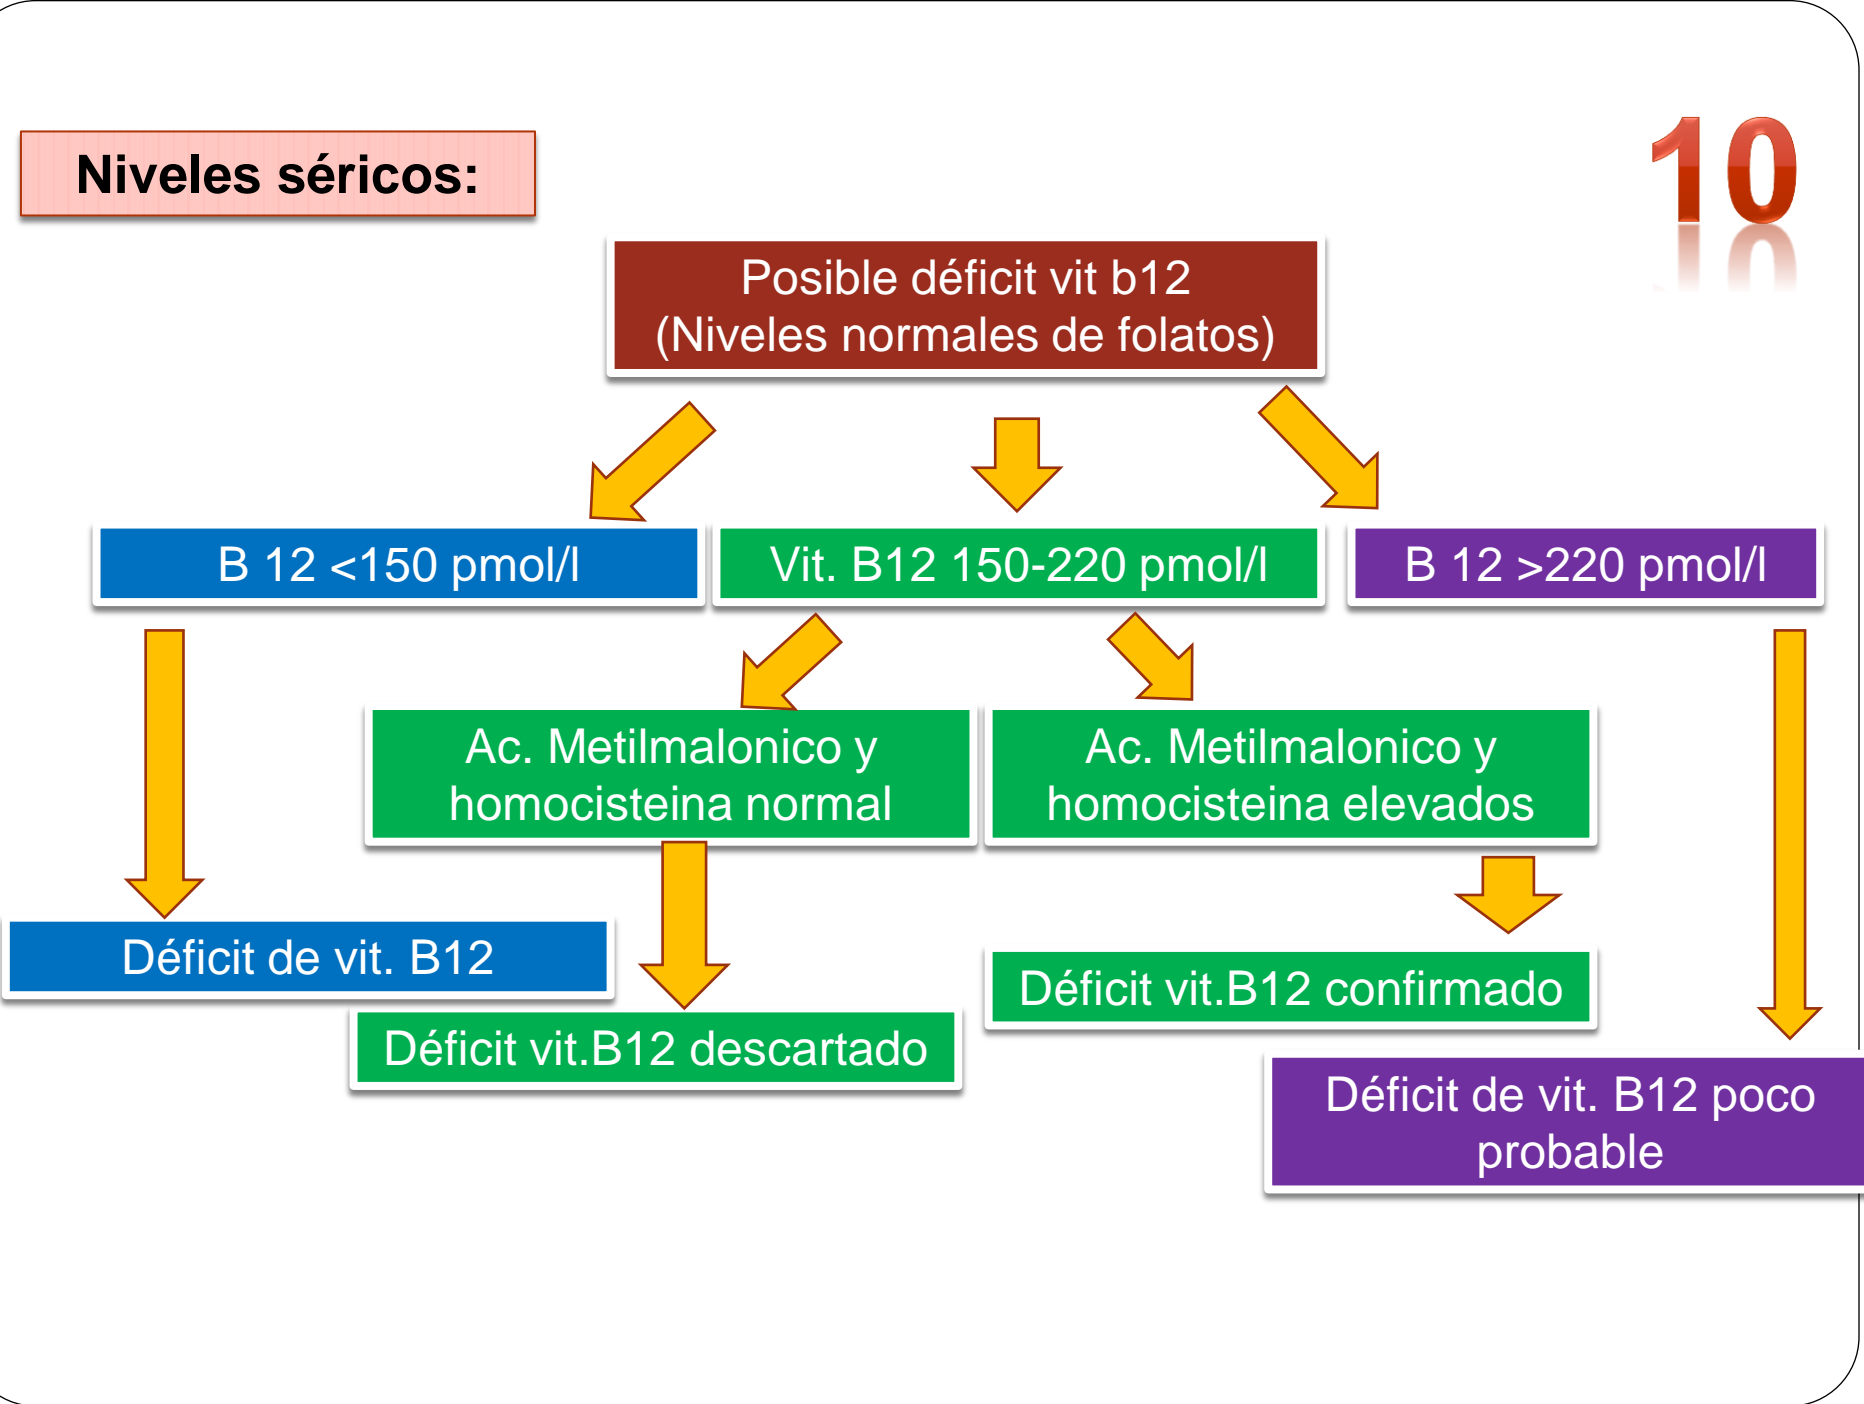 Niveles séricos:
10
Posible déficit vit b12
(Niveles normales de folatos)
B 12 <150 pmol/l
Vit. B12 150-220 pmol/l
B 12 >220 pmol/l
Ac. Metilmalonico y
homocisteina normal
Ac. Metilmalonico y
homocisteina elevados
Déficit de vit. B12
Déficit vit.B12 descartado
Déficit vit.B12 confirmado
Déficit de vit. B12 poco
probable